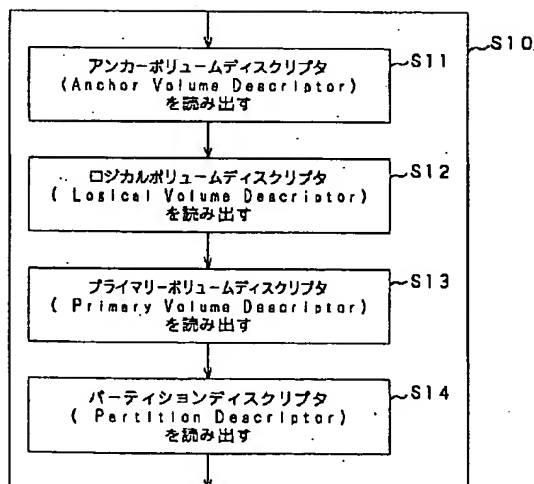 S10
アンカーボリュームディスクリプタ
(Anchor Volume Descriptor)
を読み出す
S11
ロジカルボリュームディスクリプタ
( Logical Volume Descriptor)
を読み出す
S12
プライマリーボリュームディスクリプタ
( Primary Volume Descriptor)
を読み出す
S13
パーティションディスクリプタ
( Partition Descriptor)
を読み出す
S14